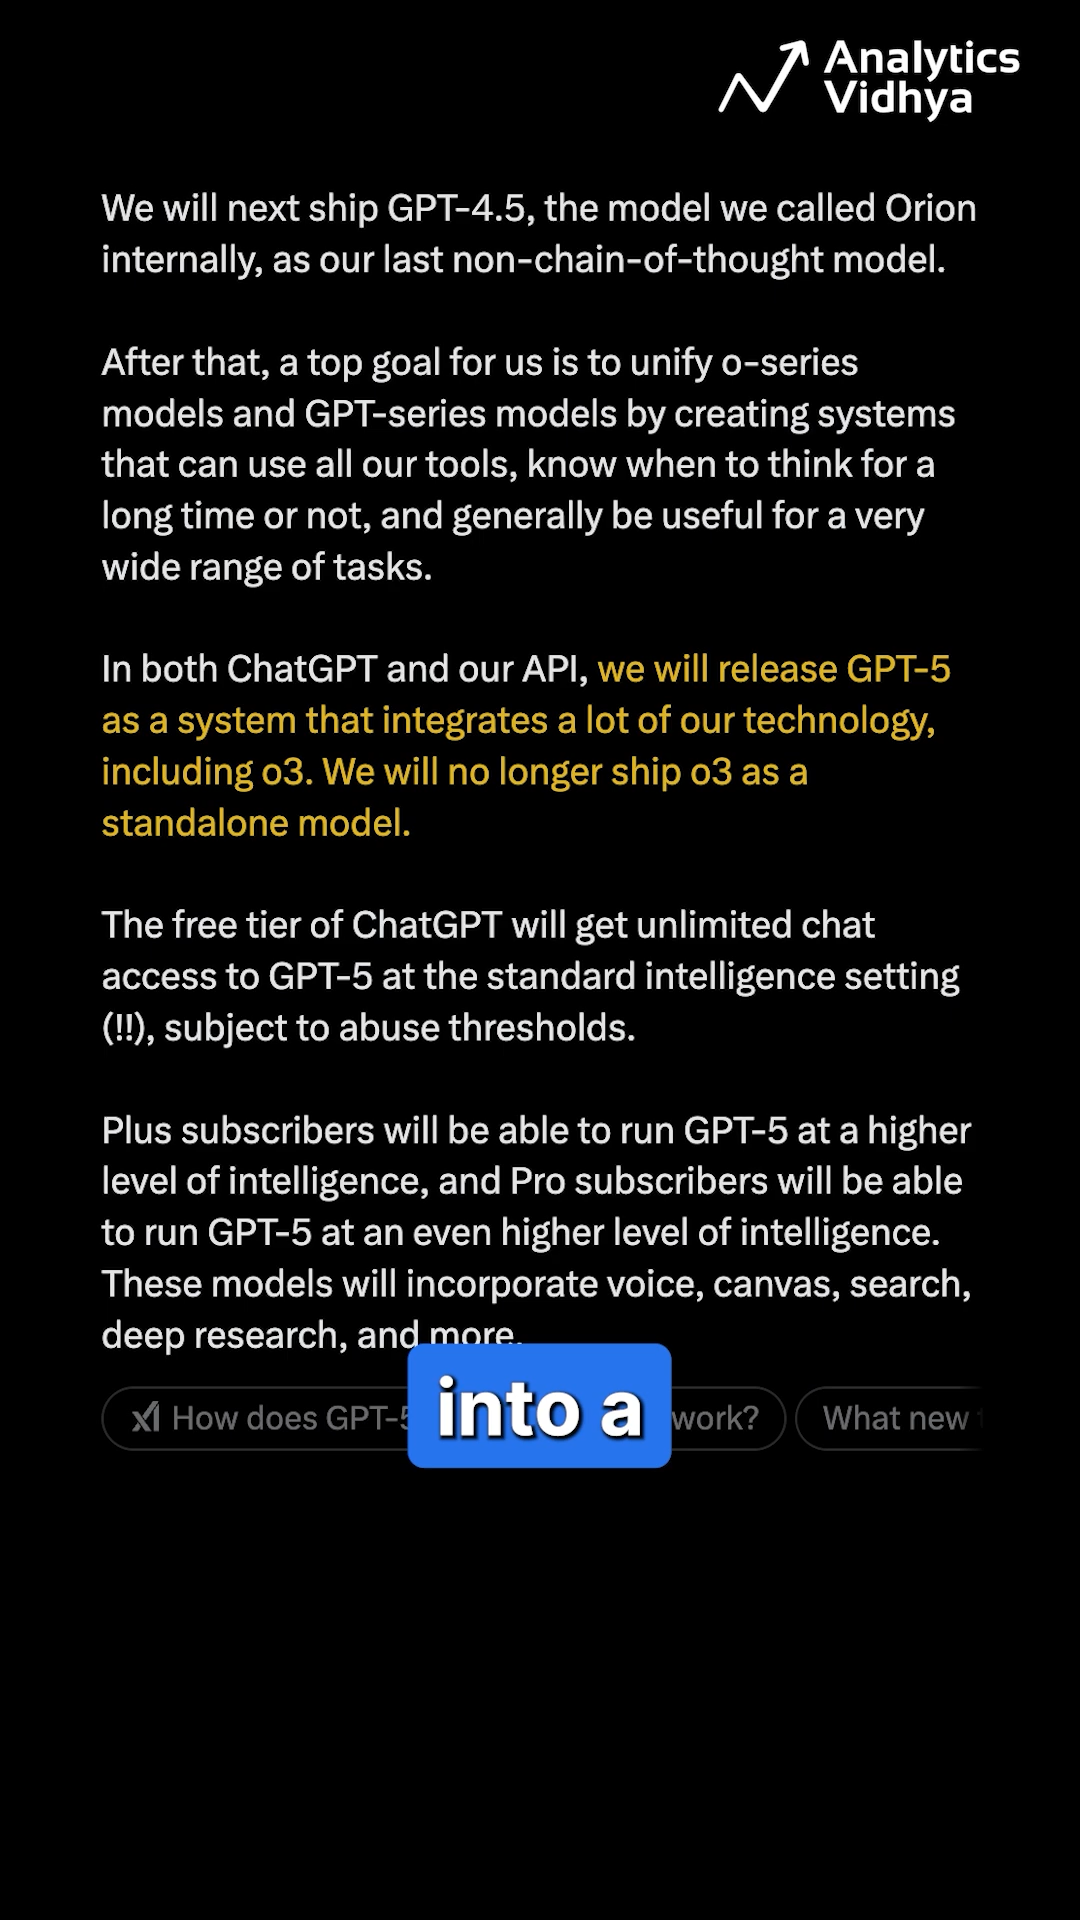 Analytics
Vidhya
We will next ship GPT-4.5, the model we called Orion
internally, as our last non-chain-of-thought model.
After that, a top goal for us is to unify o-series
models and GPT-series models by creating systems
that can use all our tools, know when to think for a
long time or not, and generally be useful for a very
wide range of tasks.
In both ChatGPT and our API, we will release GPT-5
as a system that integrates a lot of our technology,
including o3. We will no longer ship o3 as a
standalone model.
The free tier of ChatGPT will get unlimited chat
access to GPT-5 at the standard intelligence setting
(!!), subject to abuse thresholds.
Plus subscribers will be able to run GPT-5 at a higher
level of intelligence, and Pro subscribers will be able
to run GPT-5 at an even higher level of intelligence.
These models will incorporate voice, canvas, search,
deep research, and more.
How does GPT-5 work? What new
into a